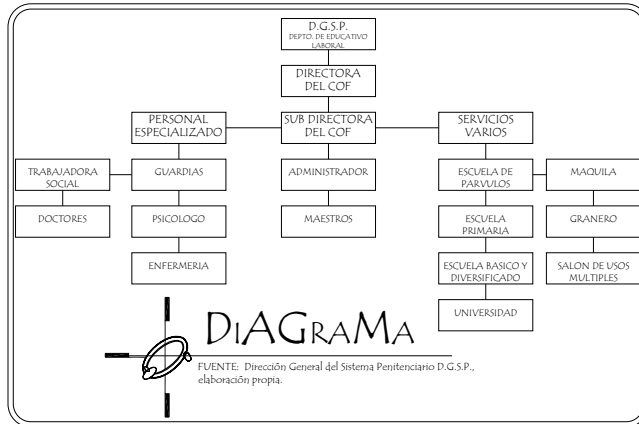 D.G.S.P.
DEPTO. DE EDUCATIVO
LABORAL
DIRECTORA
DEL COF
PERSONAL
ESPECIALIZADO
SUB DIRECTORA
DEL COF
SERVICIOS
VARIOS
TRABAJADORA
SOCIAL
GUARDIAS
ADMINISTRADOR
ESCUELA DE
PARVULOS
MAQUILA
DOCTORES
PSICOLOGO
MAESTROS
ESCUELA
PRIMARIA
GRANERO
ENFERMERIA
ESCUELA BASICO Y
DIVERSIFICADO
SALON DE USOS
MULTIPLES
UNIVERSIDAD
DiAGRaMa
FUENTE: Dirección General del Sistema Penitenciario D.G.S.P.,
elaboración propia.